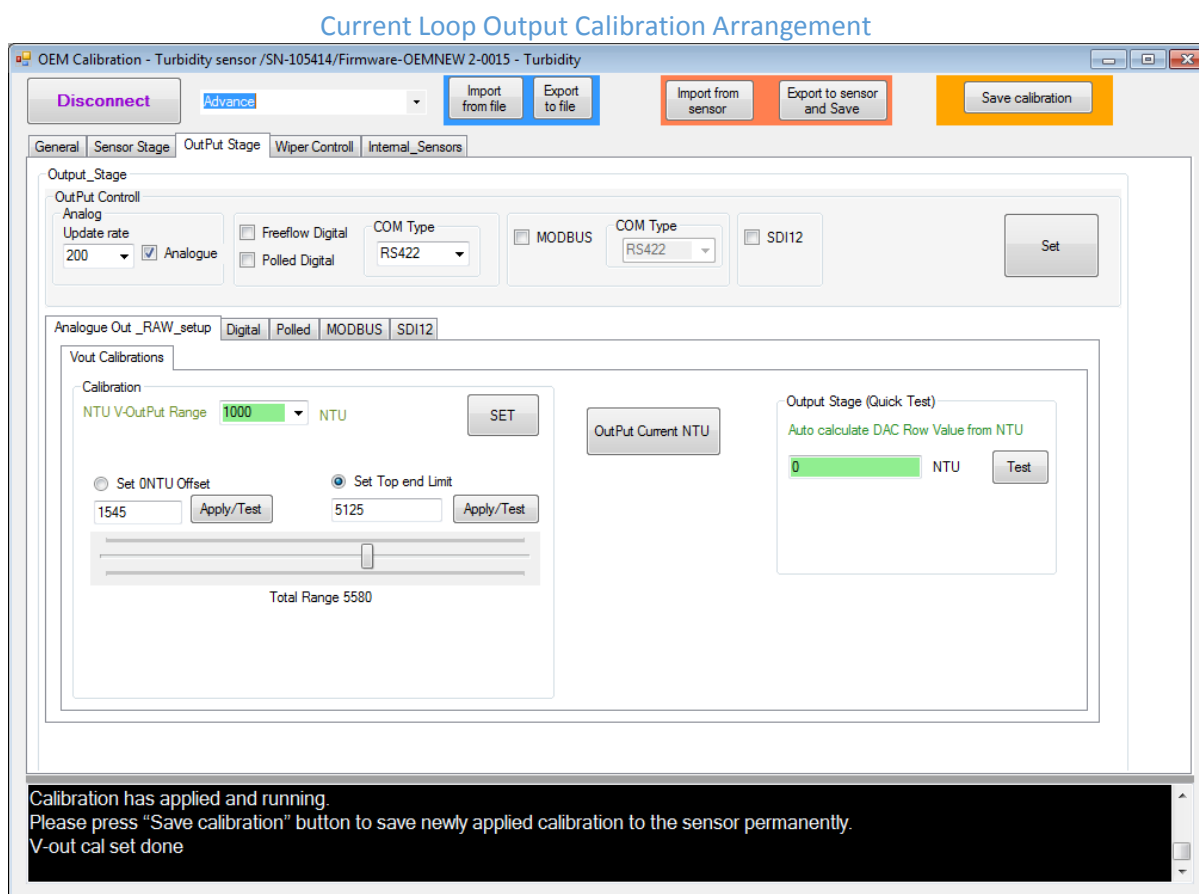 Current Loop Output Calibration Arrangement
OEM Calibration - Turbidity sensor /SN-105414/Firmware-OEMNEW 2-0015 - Turbidity
Disconnect
Advance
Import from file
Export to file
Import from sensor
Export to sensor and Save
Save calibration
General
Sensor Stage
OutPut Stage
Wiper Controll
Internal_Sensors
Output_Stage
OutPut Controll
Analog
Update rate
200
Analogue
Freeflow Digital
Polled Digital
COM Type
RS422
MODBUS
COM Type
RS422
SDI12
Set
Analogue Out _RAW_setup
Digital
Polled
MODBUS
SDI12
Vout Calibrations
Calibration
NTU V-OutPut Range
1000
NTU
SET
Set 0NTU Offset
1545
Apply/Test
Set Top end Limit
5125
Apply/Test
Total Range 5580
OutPut Current NTU
Output Stage (Quick Test)
Auto calculate DAC Row Value from NTU
0
NTU
Test
Calibration has applied and running.
Please press “Save calibration” button to save newly applied calibration to the sensor permanently.
V-out cal set done